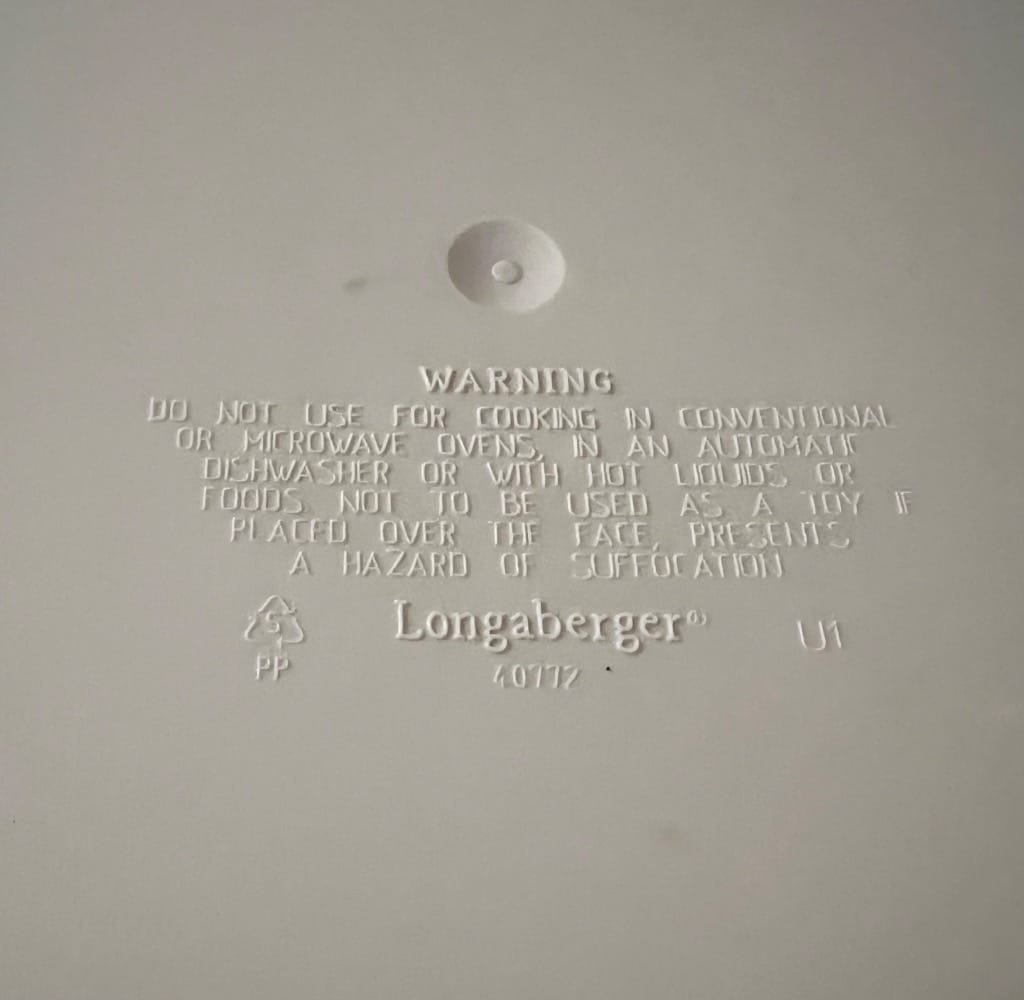 WARNING
DO NOT USE FOR COOKING IN CONVENTIONAL
OR MICROWAVE OVENS, IN AN AUTOMATIC
DISHWASHER OR WITH HOT LIQUIDS OR
FOODS. NOT TO BE USED AS A TOY IF
PLACED OVER THE FACE, PRESENTS
A HAZARD OF SUFFOCATION
5
PP
Longaberger®
40772
U1